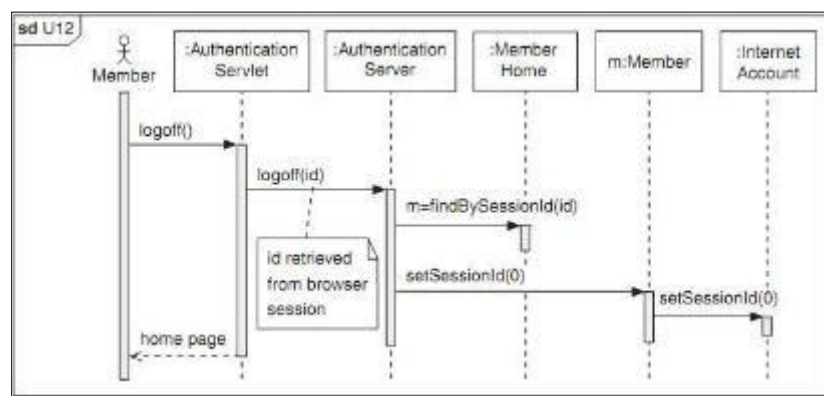 sd U12
Member
:Authentication
Servlet
:Authentication
Server
:Member
Home
m:Member
:Internet
Account
logoff()
logoff(id)
m=findBySessionId(id)
id retrieved
from browser
session
setSessionId(0)
setSessionId(0)
home page